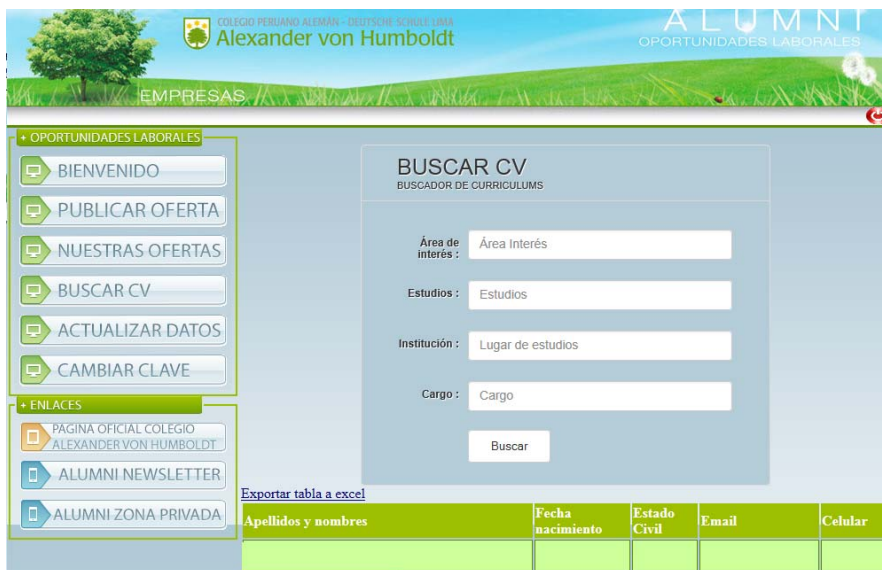 COLEGIO PERUANO ALEMÁN - DEUTSCHE SCHULE LIMA
Alexander von Humboldt
ALUMNI
OPORTUNIDADES LABORALES
EMPRESAS
+ OPORTUNIDADES LABORALES
BIENVENIDO
PUBLICAR OFERTA
NUESTRAS OFERTAS
BUSCAR CV
ACTUALIZAR DATOS
CAMBIAR CLAVE
+ ENLACES
PAGINA OFICIAL COLEGIO
ALEXANDER VON HUMBOLDT
ALUMNI NEWSLETTER
ALUMNI ZONA PRIVADA
BUSCAR CV
BUSCADOR DE CURRICULUMS
Área de
interés :
Área Interés
Estudios :
Estudios
Institución :
Lugar de estudios
Cargo :
Cargo
Buscar
Exportar tabla a excel
Apellidos y nombres
Fecha
nacimiento
Estado
Civil
Email
Celular